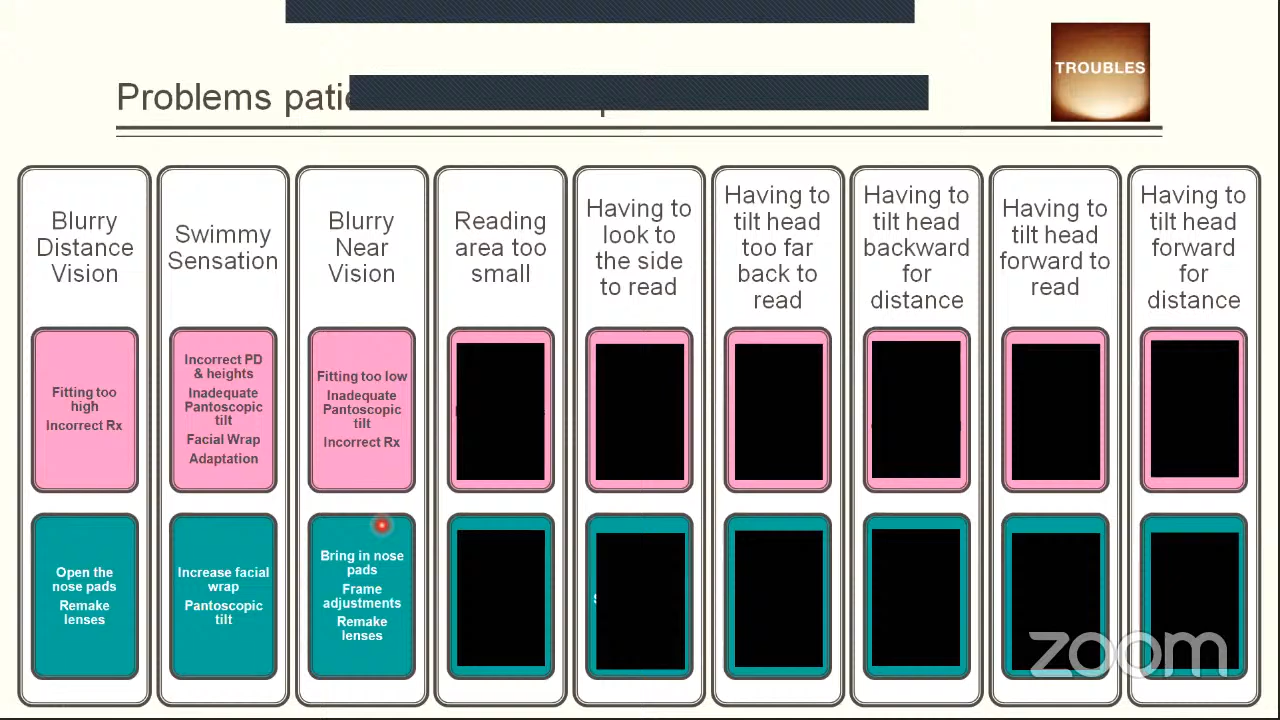 TROUBLES
Problems
Blurry
Distance
Vision
Fitting too
high
Incorrect Rx
Open the
nose pads
Remake
lenses
Swimmy
Sensation
Incorrect PD
& heights
Inadequate
Pantoscopic
tilt
Facial Wrap
Adaptation
Increase facial
wrap
Pantoscopic
tilt
Blurry
Near
Vision
Fitting too low
Inadequate
Pantoscopic
tilt
Incorrect Rx
Bring in nose
pads
Frame
adjustments
Remake
lenses
Reading
area too
small
Having to
look to
the side
to read
Having to
tilt head
too far
back to
read
Having to
tilt head
backward
for
distance
Having to
tilt head
forward to
read
Having to
tilt head
forward
for
distance
zoom